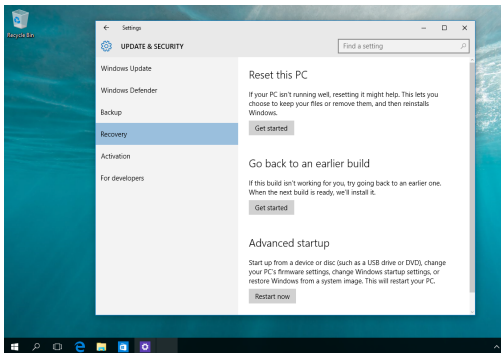 Recycle Bin
Settings
UPDATE & SECURITY
Find a setting
Windows Update
Windows Defender
Backup
Recovery
Activation
For developers
Reset this PC
If your PC isn't running well, resetting it might help. This lets you
choose to keep your files or remove them, and then reinstalls
Windows.
Get started
Go back to an earlier build
If this build isn't working for you, try going back to an earlier one.
When the next build is ready, we'll install it.
Get started
Advanced startup
Start up from a device or disc (such as a USB drive or DVD), change
your PC's firmware settings, change Windows startup settings, or
restore Windows from a system image. This will restart your PC.
Restart now